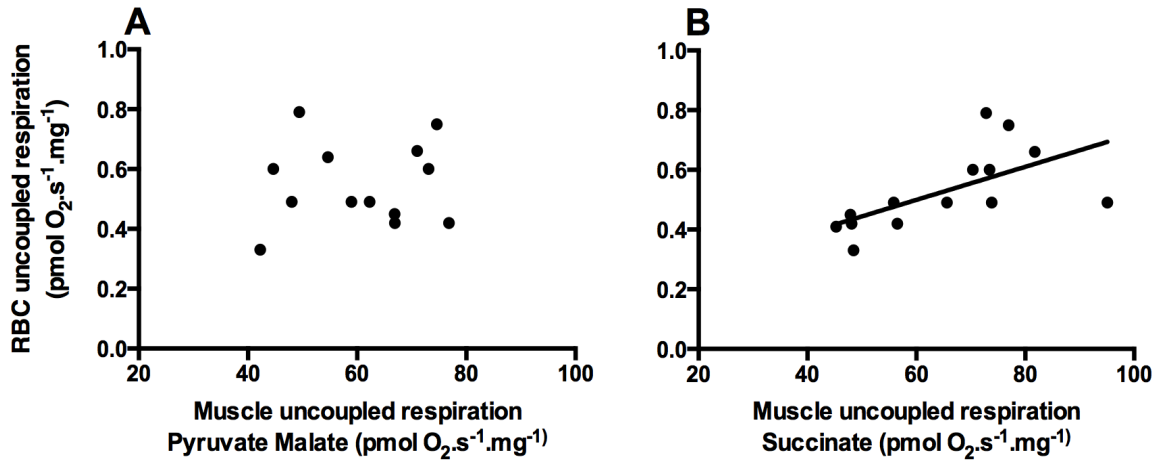 A
B
RBC uncoupled respiration
(pmol O₂.s⁻¹.mg⁻¹)
1.0
0.8
0.6
0.4
0.2
0.0
20 40 60 80 100
Muscle uncoupled respiration
Pyruvate Malate (pmol O₂.s⁻¹.mg⁻¹)
1.0
0.8
0.6
0.4
0.2
0.0
20 40 60 80 100
Muscle uncoupled respiration
Succinate (pmol O₂.s⁻¹.mg⁻¹)